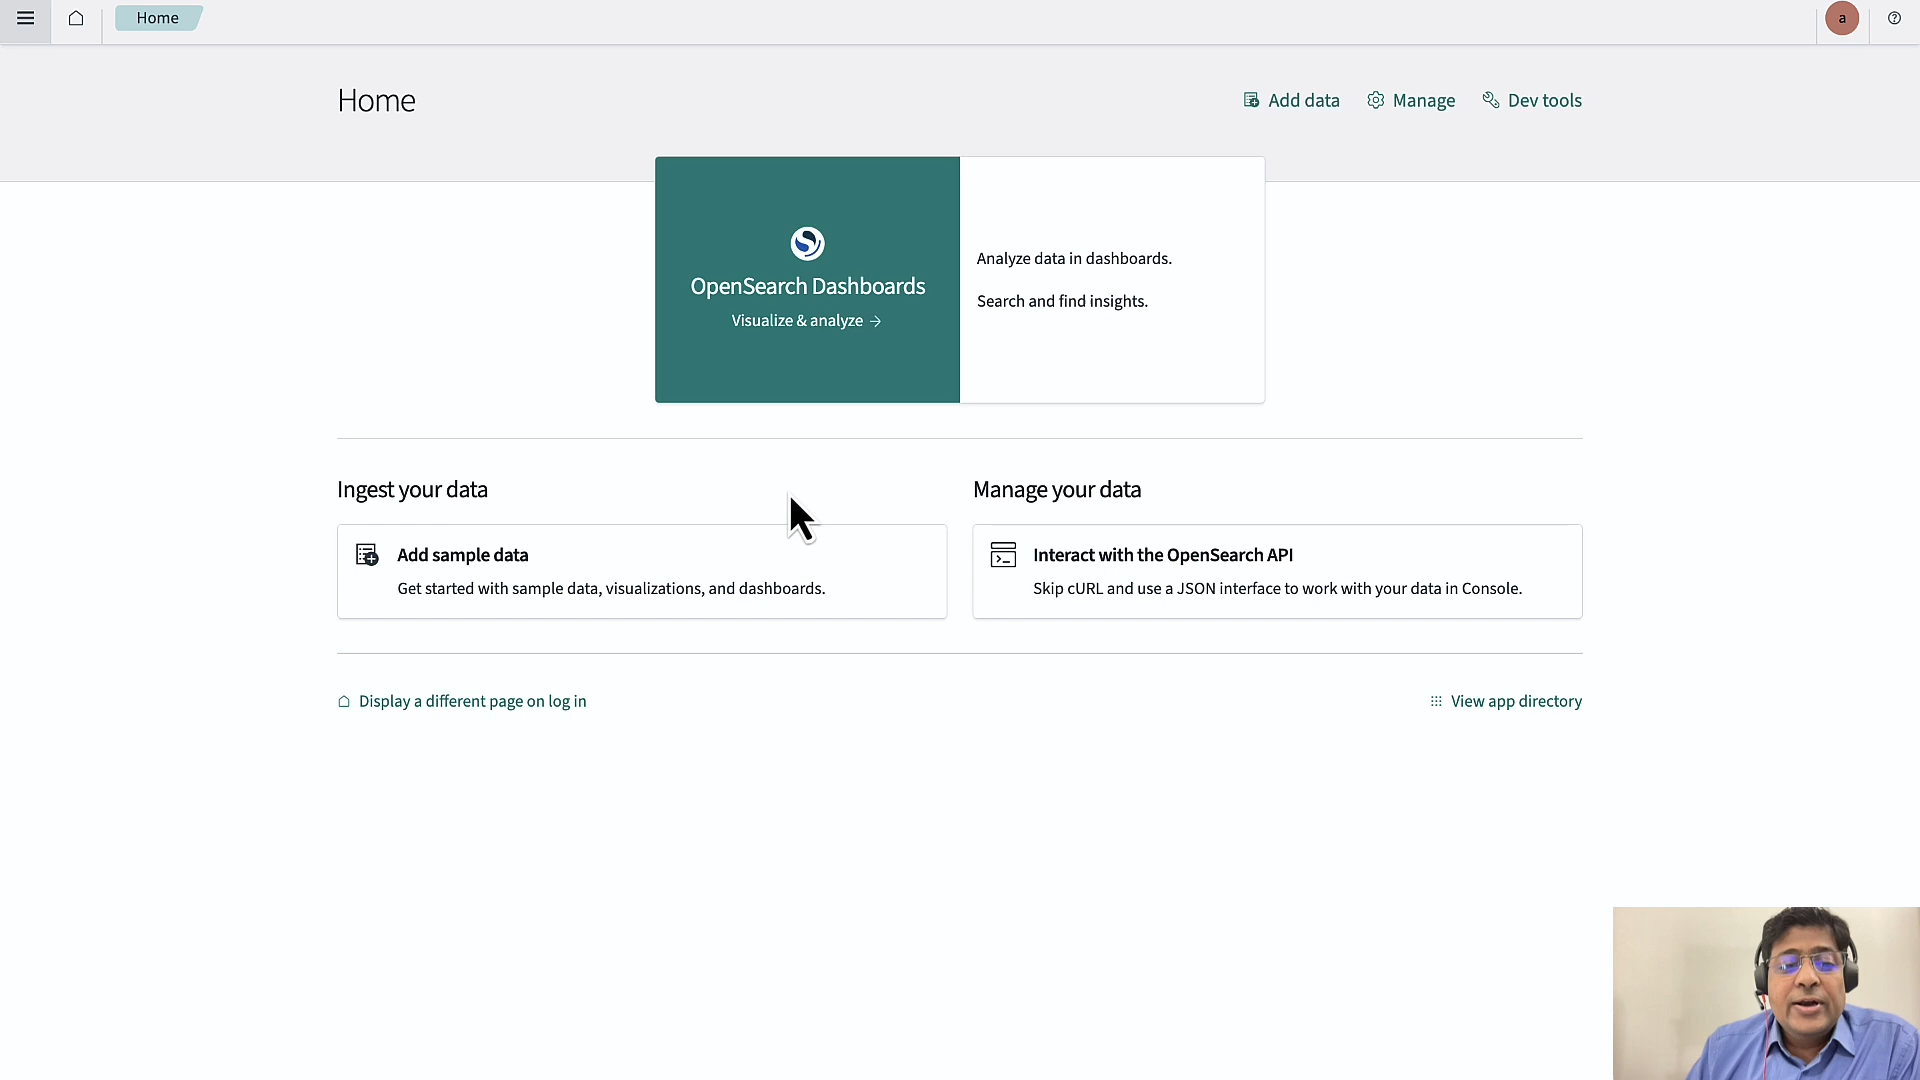 Home
a
Home
Add data
Manage
Dev tools
OpenSearch Dashboards
Visualize & analyze
Analyze data in dashboards.
Search and find insights.
Ingest your data
Manage your data
Add sample data
Get started with sample data, visualizations, and dashboards.
Interact with the OpenSearch API
Skip cURL and use a JSON interface to work with your data in Console.
Display a different page on log in
View app directory